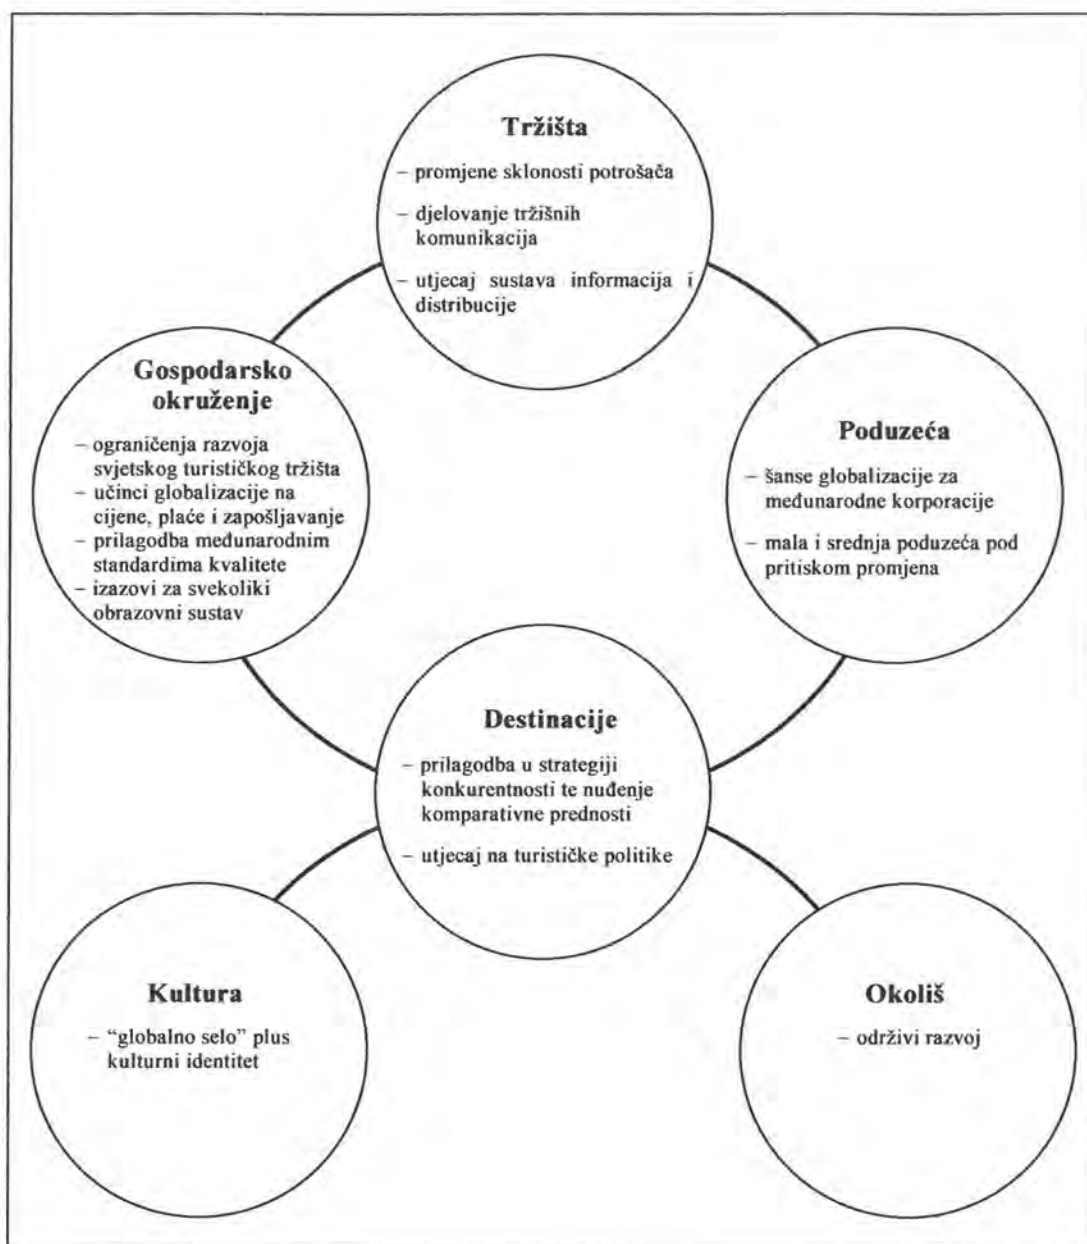 Tržišta
– promjene sklonosti potrošača
– djelovanje tržišnih
komunikacija
– utjecaj sustava informacija i
distribucije
Gospodarsko
okruženje
– ograničenja razvoja
svjetskog turističkog tržišta
– učinci globalizacije na
cijene, plaće i zapošljavanje
– prilagodba međunarodnim
standardima kvalitete
– izazovi za svekoliki
obrazovni sustav
Poduzeća
– šanse globalizacije za
međunarodne korporacije
– mala i srednja poduzeća pod
pritiskom promjena
Destinacije
– prilagodba u strategiji
konkurentnosti te nuđenje
komparativne prednosti
– utjecaj na turističke politike
Kultura
– “globalno selo” plus
kulturni identitet
Okoliš
– održivi razvoj